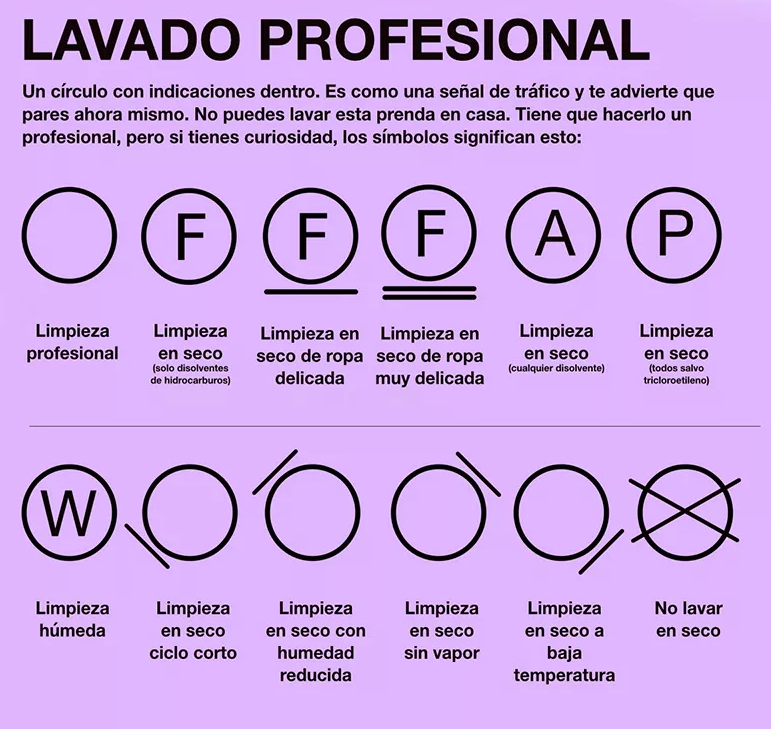 LAVADO PROFESIONAL
Un círculo con indicaciones dentro. Es como una señal de tráfico y te advierte que
pares ahora mismo. No puedes lavar esta prenda en casa. Tiene que hacerlo un
profesional, pero si tienes curiosidad, los símbolos significan esto:
F
F
F
A
P
Limpieza
profesional
Limpieza
en seco
(solo disolventes
de hidrocarburos)
Limpieza en
seco de ropa
delicada
Limpieza en
seco de ropa
muy delicada
Limpieza
en seco
(cualquier disolvente)
Limpieza
en seco
(todos salvo
tricloroetileno)
W
Limpieza
húmeda
Limpieza
en seco
ciclo corto
Limpieza
en seco con
humedad
reducida
Limpieza
en seco
sin vapor
Limpieza
en seco a
baja
temperatura
No lavar
en seco